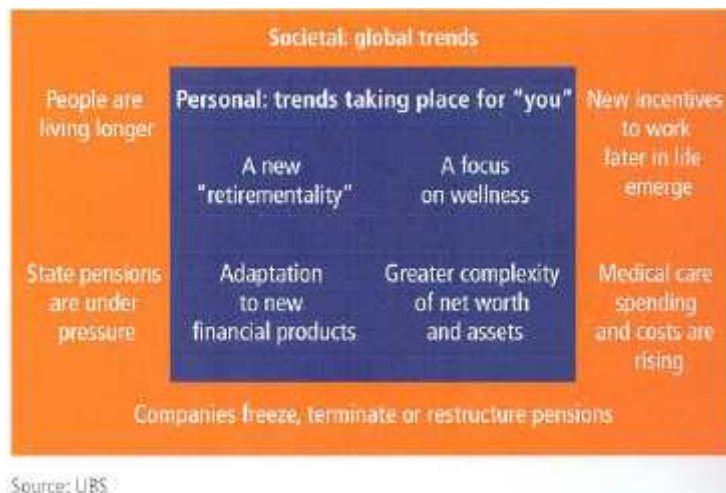 Societal: global trends
People are
living longer
Personal: trends taking place for "you"
New incentives
to work
later in life
emerge
A new
"retirementality"
A focus
on wellness
State pensions
are under
pressure
Adaptation
to new
financial products
Greater complexity
of net worth
and assets
Medical care
spending
and costs are
rising
Companies freeze, terminate or restructure pensions
Source: UBS